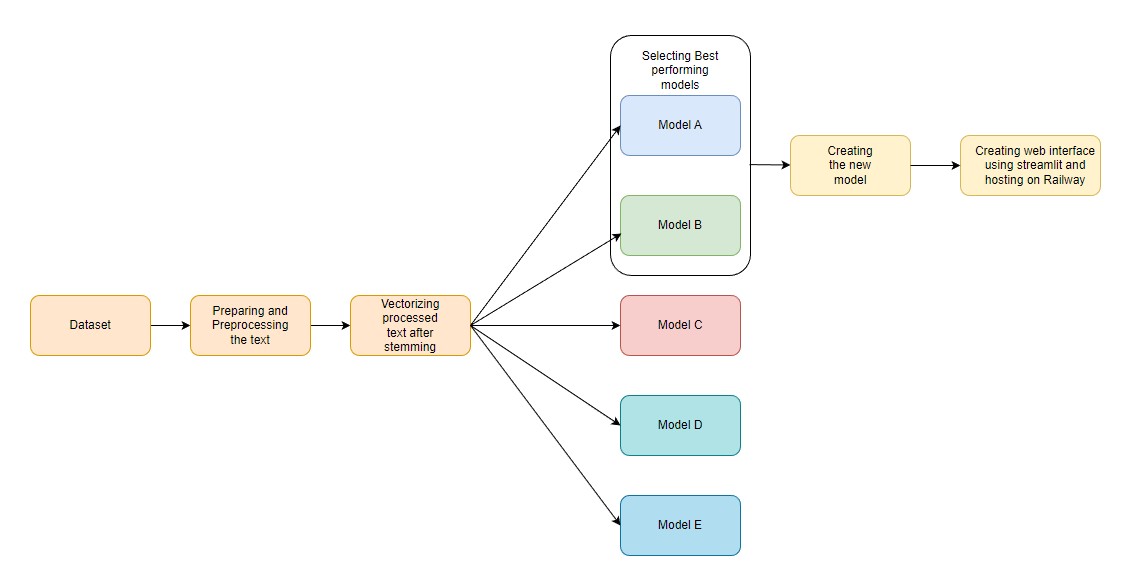 Selecting Best
performing
models
Model A
Model B
Creating
the new
model
Creating web interface
using streamlit and
hosting on Railway
Dataset
Preparing and
Preprocessing
the text
Vectorizing
processed
text after
stemming
Model C
Model D
Model E